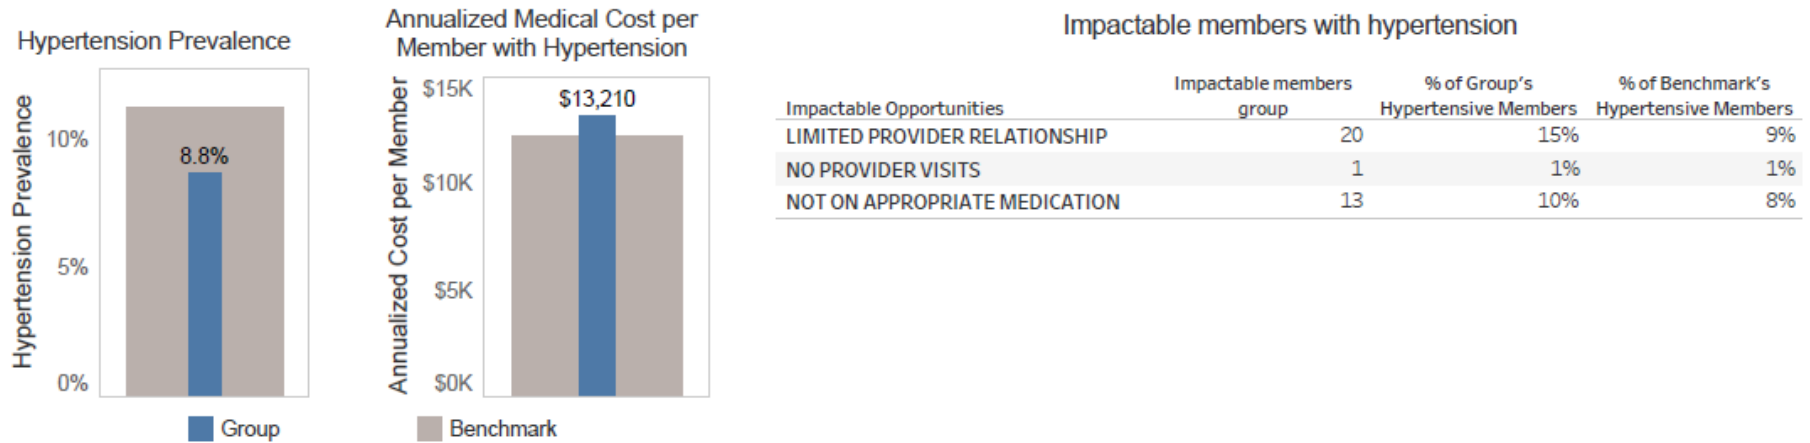 Hypertension Prevalence
Hypertension Prevalence
10%
5%
0%
8.8%
Annualized Medical Cost per
Member with Hypertension
Annualized Cost per Member
$15K
$10K
$5K
$0K
$13,210
Group
Benchmark
Impactable members with hypertension
Impactable Opportunities Impactable members group % of Group's Hypertensive Members % of Benchmark's Hypertensive Members
LIMITED PROVIDER RELATIONSHIP 20 15% 9%
NO PROVIDER VISITS 1 1% 1%
NOT ON APPROPRIATE MEDICATION 13 10% 8%